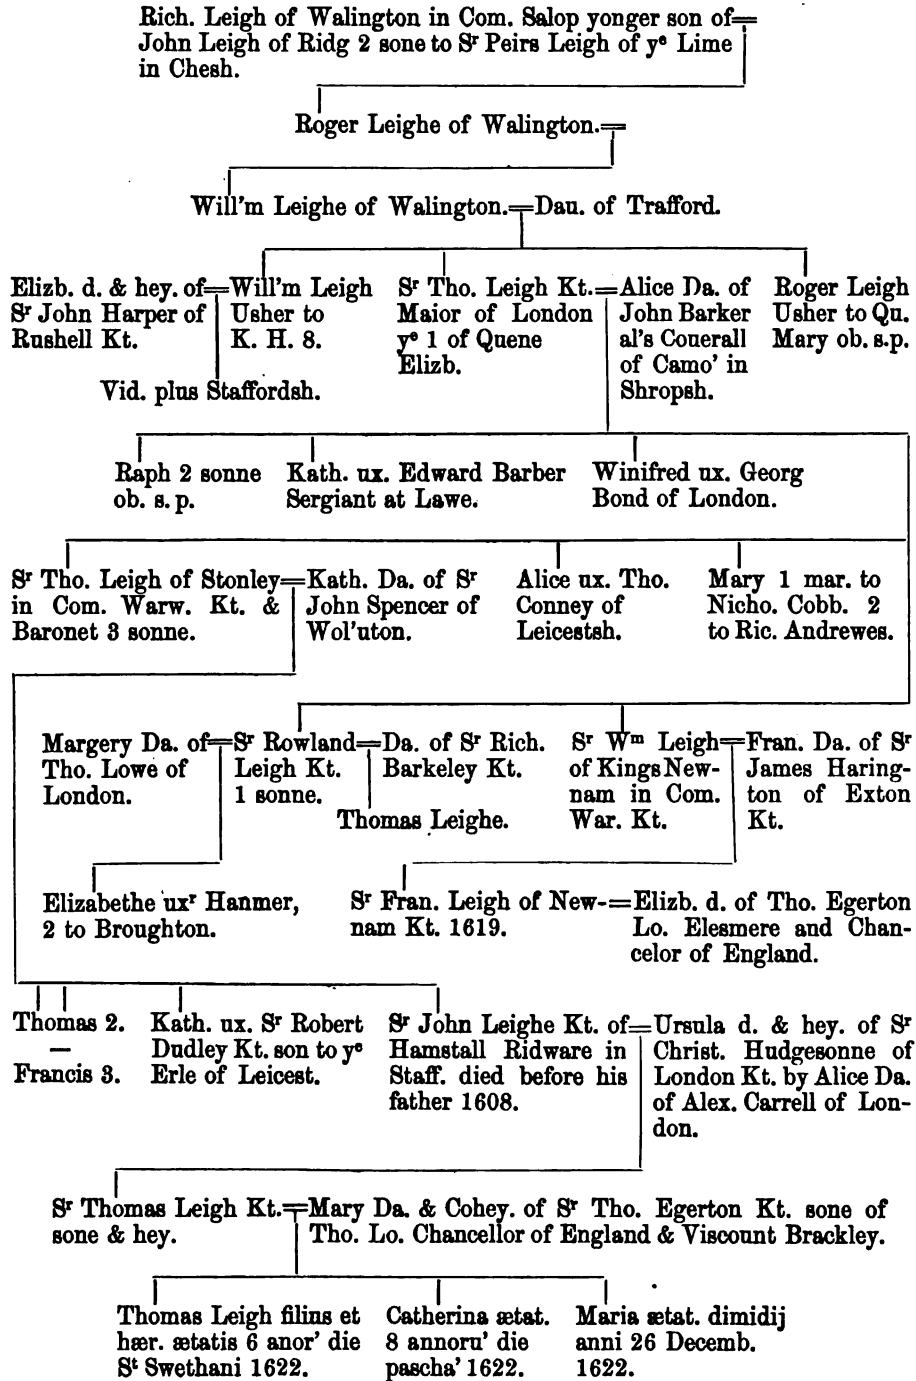 Rich. Leigh of Walington in Com. Salop yonger son of=
John Leigh of Ridg 2 sone to Sʳ Peirs Leigh of yᵉ Lime
in Chesh.
Roger Leighe of Walington.=
Will'm Leighe of Walington.=Dau. of Trafford.
Elizb. d. & hey. of=
Sʳ John Harper of
Rushell Kt.
Will'm Leigh
Usher to
K. H. 8.
Vid. plus Staffordsh.
Sʳ Tho. Leigh Kt.=
Maior of London
yᵉ 1 of Quene
Elizb.
Alice Da. of
John Barker
al's Couerall
of Camo' in
Shropsh.
Roger Leigh
Usher to Qu.
Mary ob. s.p.
Raph 2 sonne
ob. s. p.
Kath. ux. Edward Barber
Sergiant at Lawe.
Winifred ux. Georg
Bond of London.
Sʳ Tho. Leigh of Stonley=
in Com. Warw. Kt. &
Baronet 3 sonne.
Kath. Da. of Sʳ
John Spencer of
Wol'uton.
Alice ux. Tho.
Conney of
Leicestsh.
Mary 1 mar. to
Nicho. Cobb. 2
to Ric. Andrewes.
Margery Da. of=
Tho. Lowe of
London.
Sʳ Rowland=
Leigh Kt.
1 sonne.
Da. of Sʳ Rich.
Barkeley Kt.
Thomas Leighe.
Sʳ Wᵐ Leigh=
of Kings New-
nam in Com.
War. Kt.
Fran. Da. of Sʳ
James Haring-
ton of Exton
Kt.
Elizabethe uxʳ Hanmer,
2 to Broughton.
Sʳ Fran. Leigh of New-=
nam Kt. 1619.
Elizb. d. of Tho. Egerton
Lo. Elesmere and Chan-
celor of England.
Thomas 2.
—
Francis 3.
Kath. ux. Sʳ Robert
Dudley Kt. son to yᵉ
Erle of Leicest.
Sʳ John Leighe Kt. of=
Hamstall Ridware in
Staff. died before his
father 1608.
Ursula d. & hey. of Sʳ
Christ. Hudgesonne of
London Kt. by Alice Da.
of Alex. Carrell of Lon-
don.
Sʳ Thomas Leigh Kt.=
sone & hey.
Mary Da. & Cohey. of Sʳ Tho. Egerton Kt. sone of
Tho. Lo. Chancellor of England & Viscount Brackley.
Thomas Leigh filius et
hær. ætatis 6 anor' die
Sᵗ Swethani 1622.
Catherina ætat.
8 annoru' die
pascha' 1622.
Maria ætat. dimidij
anni 26 Decemb.
1622.